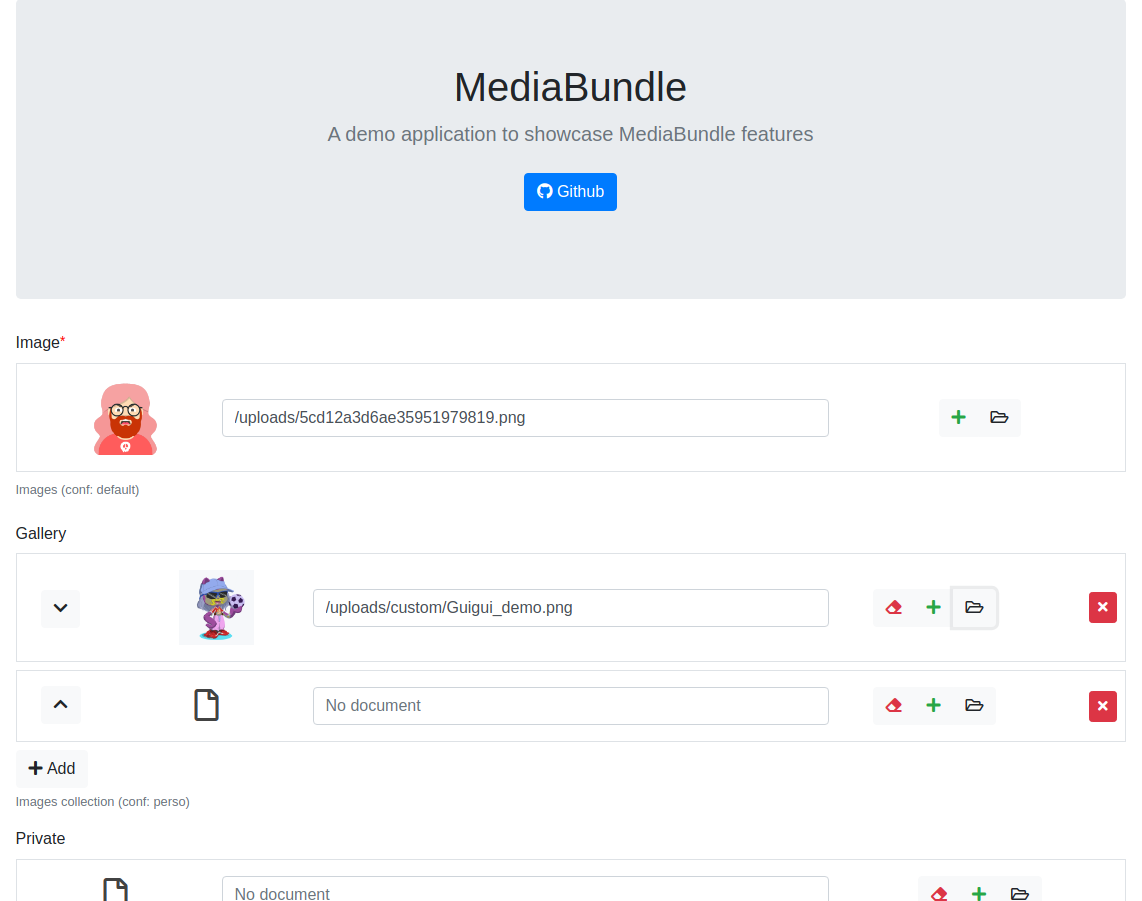 MediaBundle
A demo application to showcase MediaBundle features
Github
Image*
/uploads/5cd12a3d6ae35951979819.png
Images (conf: default)
Gallery
/uploads/custom/Guigui_demo.png
No document
Add
Images collection (conf: perso)
Private
No document